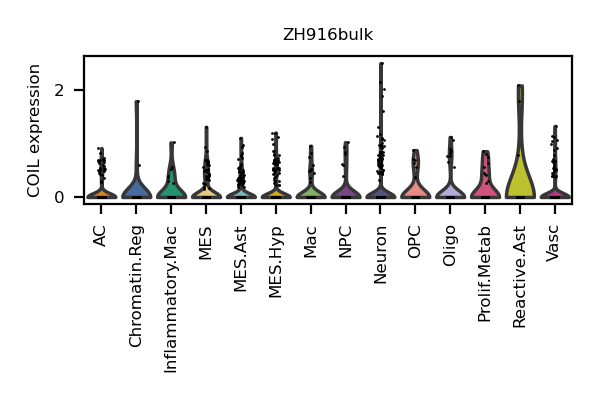 ZH916bulk
COIL expression
2
0
AC
Chromatin.Reg
Inflammatory.Mac
MES
MES.Ast
MES.Hyp
Mac
NPC
Neuron
OPC
Oligo
Prolif.Metab
Reactive.Ast
Vasc